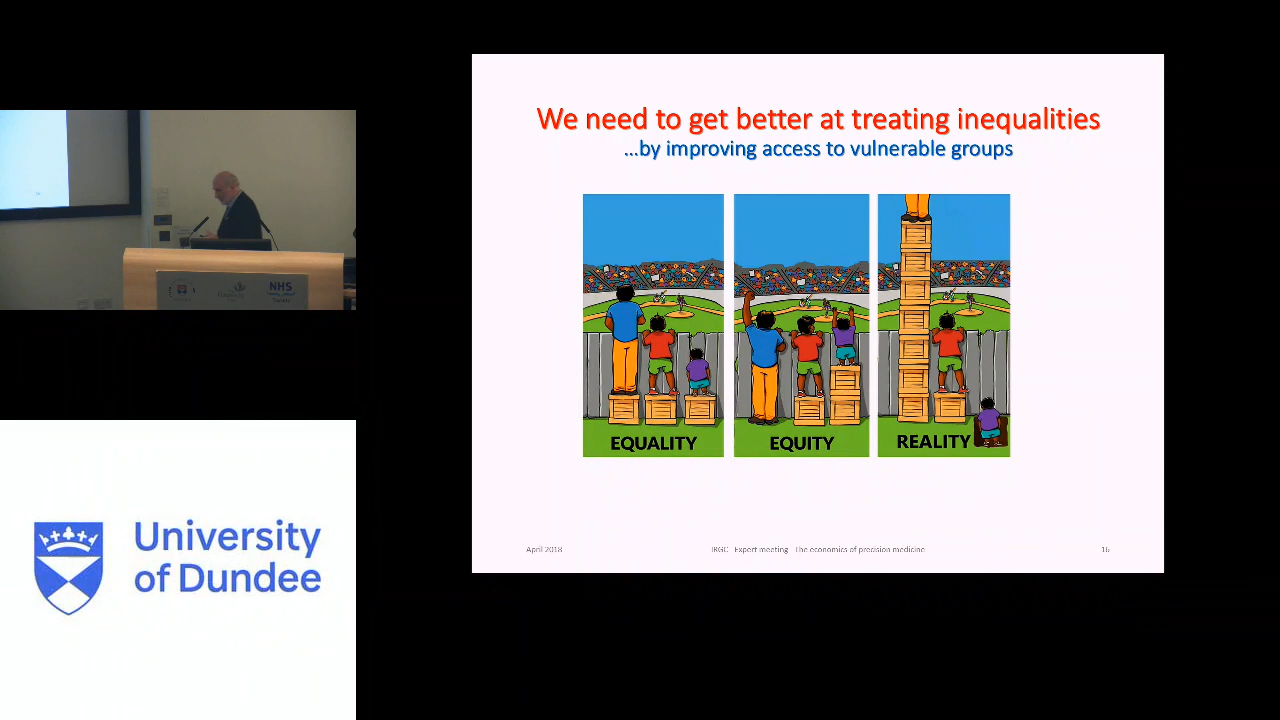 We need to get better at treating inequalities
...by improving access to vulnerable groups
EQUALITY
EQUITY
REALITY
April 2018
IRGC Expert meeting The economics of precision medicine
16
NHS
University
of Dundee